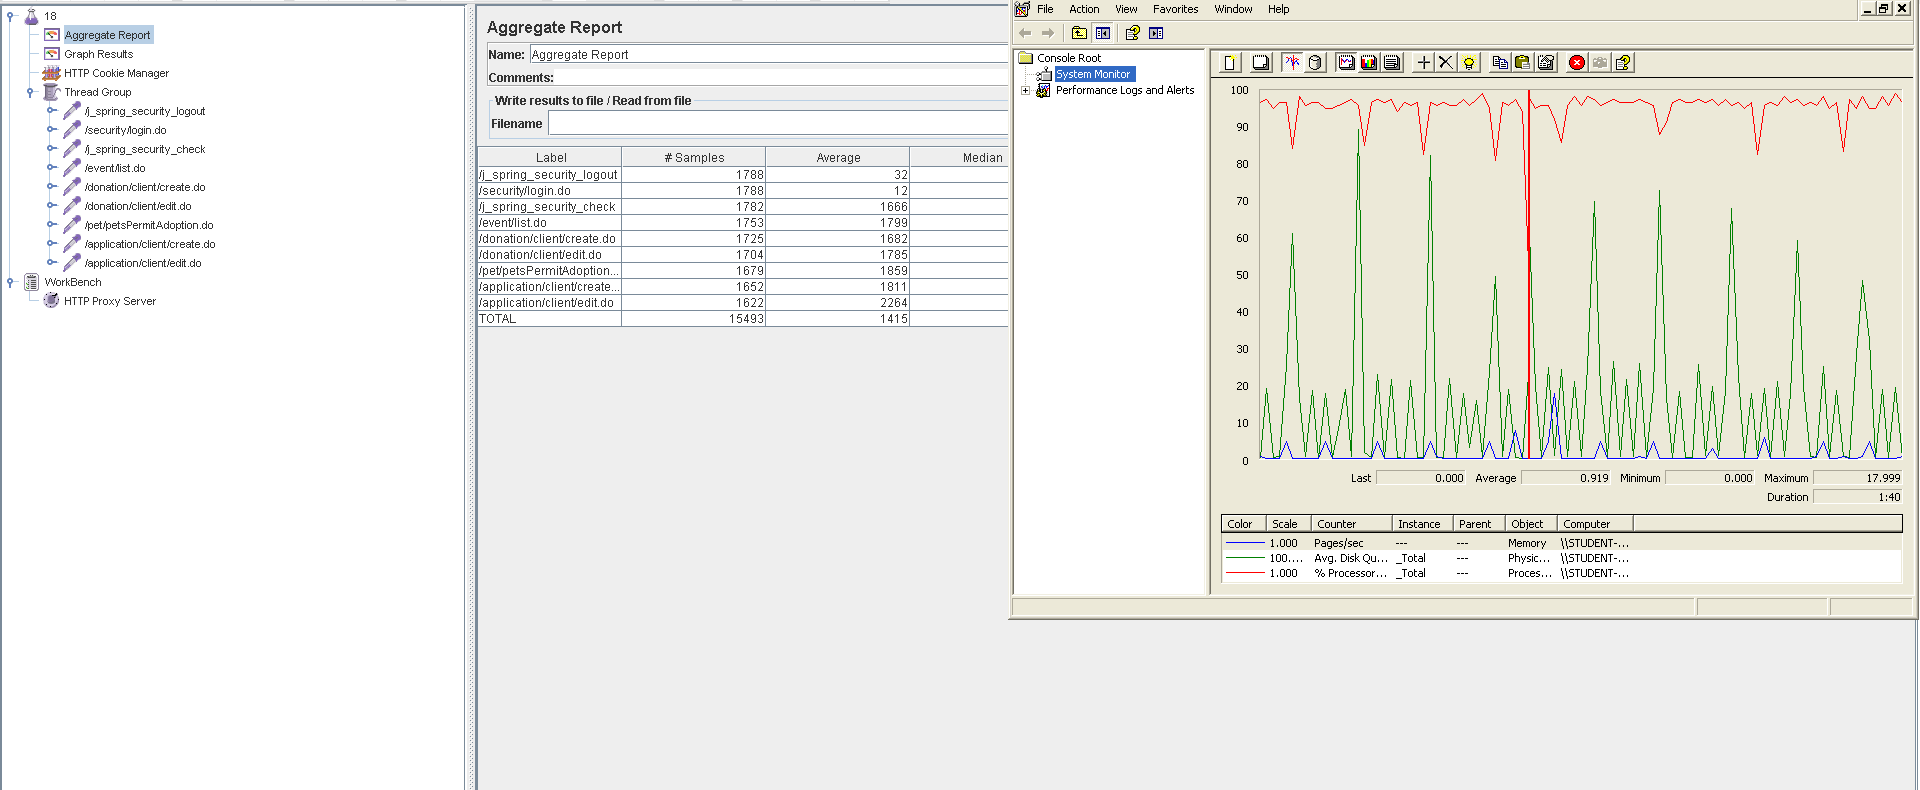 18
Aggregate Report
Graph Results
HTTP Cookie Manager
Thread Group
/j_spring_security_logout
/security/login.do
/j_spring_security_check
/event/list.do
/donation/client/create.do
/donation/client/edit.do
/pet/petsPermitAdoption.do
/application/client/create.do
/application/client/edit.do
WorkBench
HTTP Proxy Server
Aggregate Report
Name: Aggregate Report
Comments:
Write results to file / Read from file
Filename
Label # Samples Average Median
/j_spring_security_logout 1788 32
/security/login.do 1788 12
/j_spring_security_check 1782 1666
/event/list.do 1753 1799
/donation/client/create.do 1725 1682
/donation/client/edit.do 1704 1785
/pet/petsPermitAdoption... 1679 1859
/application/client/create... 1652 1811
/application/client/edit.do 1622 2264
TOTAL 15493 1415
File Action View Favorites Window Help
Console Root
System Monitor
Performance Logs and Alerts
100
90
80
70
60
50
40
30
20
10
0
Last 0.000 Average 0.919 Minimum 0.000 Maximum 17.999
Duration 1:40
Color Scale Counter Instance Parent Object Computer
1.000 Pages/sec --- --- Memory \\STUDENT-...
100.... Avg. Disk Qu... _Total --- Physic... \\STUDENT-...
1.000 % Processor... _Total --- Proces... \\STUDENT-...